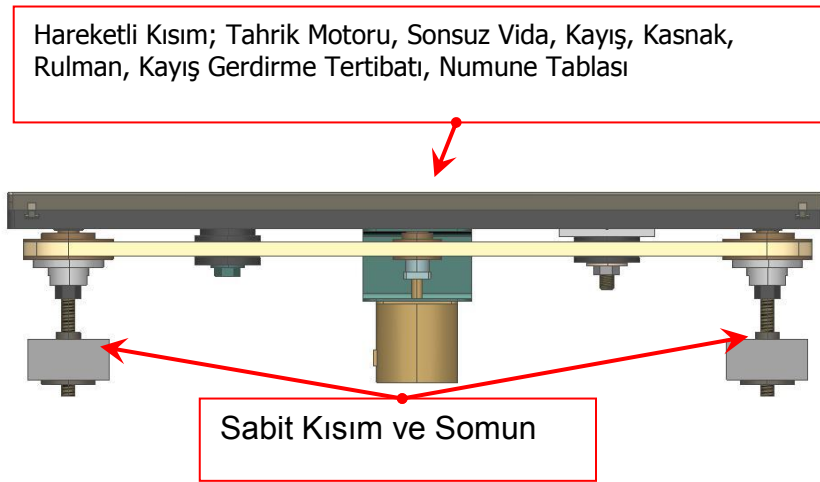 Hareketli Kısım; Tahrik Motoru, Sonsuz Vida, Kayış, Kasnak,
Rulman, Kayış Gerdirme Tertibatı, Numune Tablası
Sabit Kısım ve Somun